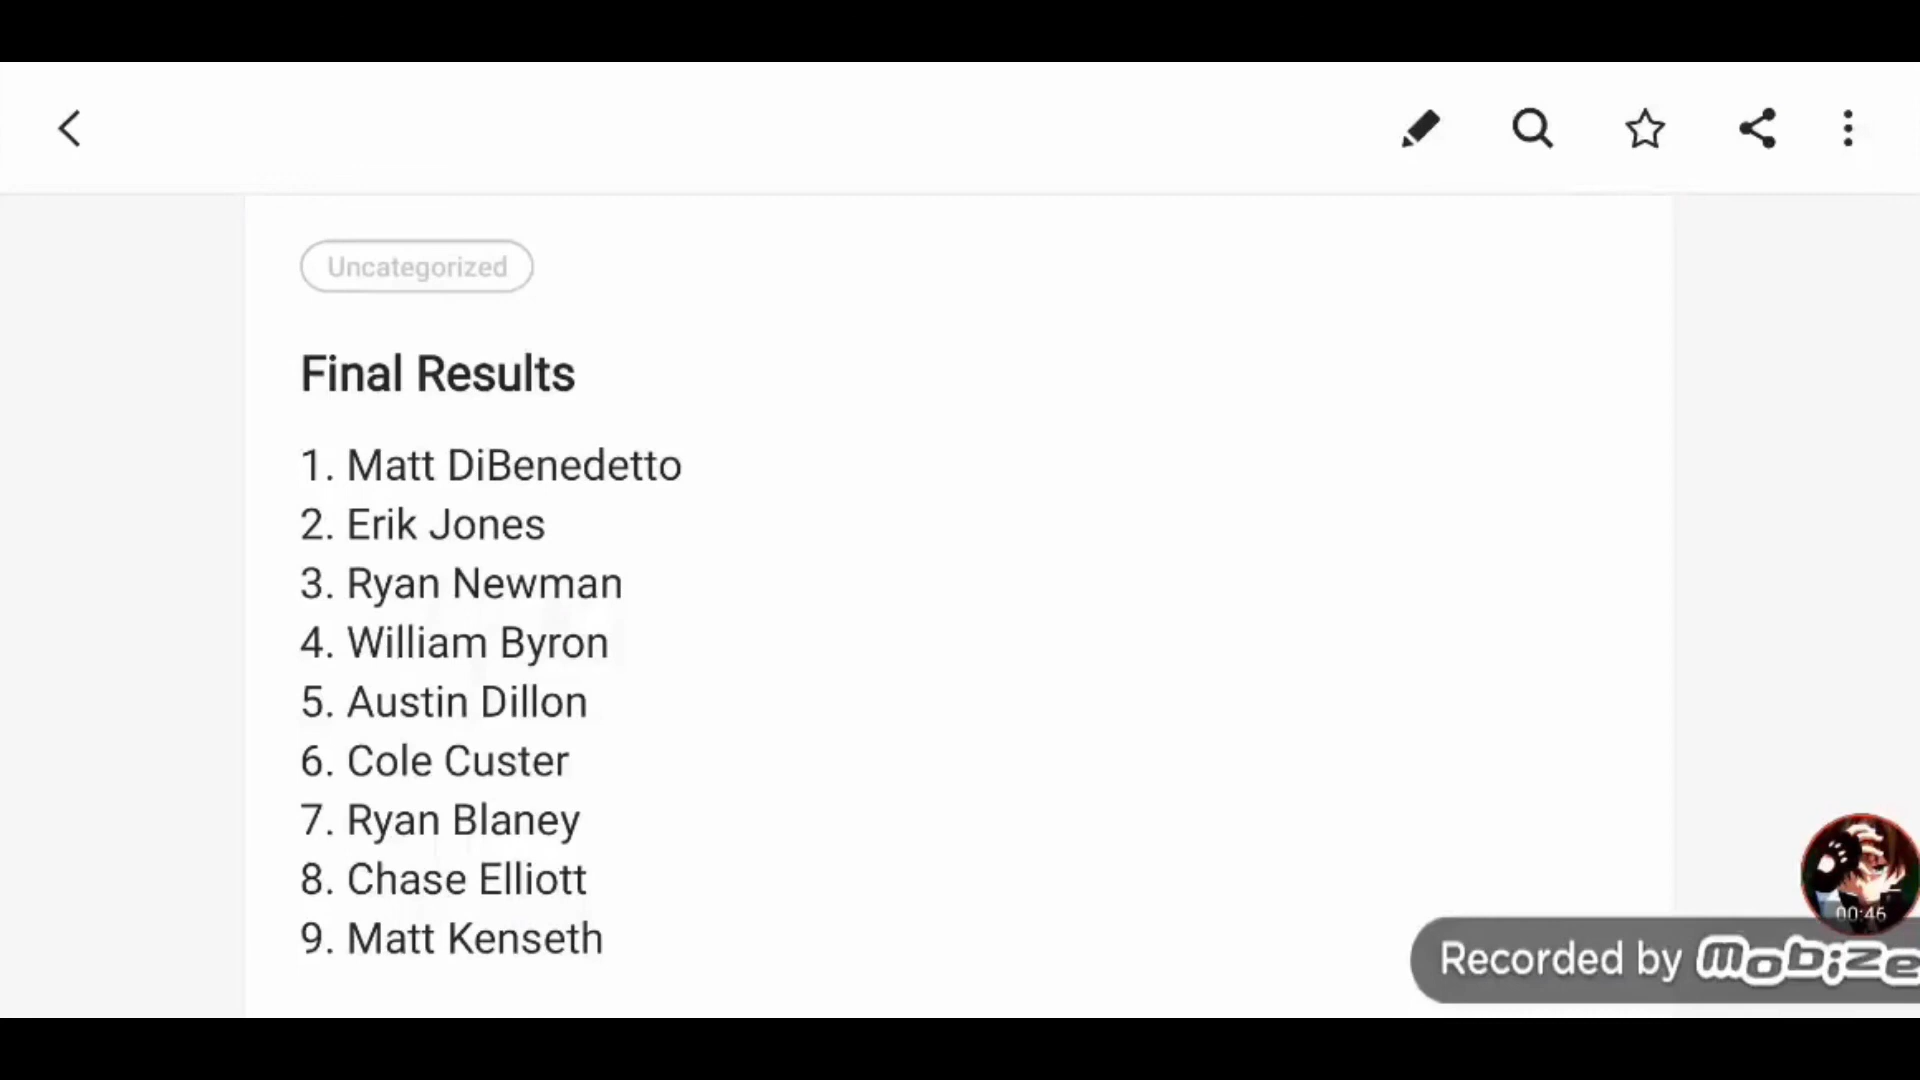 Uncategorized
Final Results
1. Matt DiBenedetto
2. Erik Jones
3. Ryan Newman
4. William Byron
5. Austin Dillon
6. Cole Custer
7. Ryan Blaney
8. Chase Elliott
9. Matt Kenseth
00:46
Recorded by Mobize